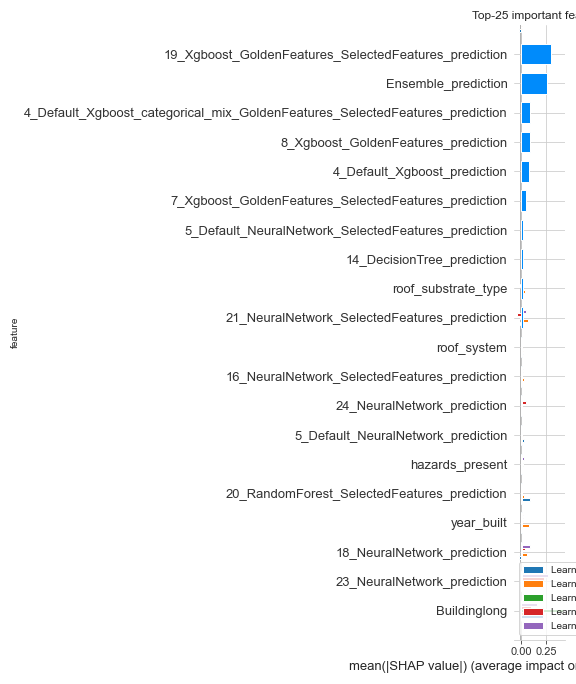 Top-25 important fea
19_Xgboost_GoldenFeatures_SelectedFeatures_prediction
Ensemble_prediction
4_Default_Xgboost_categorical_mix_GoldenFeatures_SelectedFeatures_prediction
8_Xgboost_GoldenFeatures_prediction
4_Default_Xgboost_prediction
7_Xgboost_GoldenFeatures_SelectedFeatures_prediction
5_Default_NeuralNetwork_SelectedFeatures_prediction
14_DecisionTree_prediction
roof_substrate_type
21_NeuralNetwork_SelectedFeatures_prediction
feature
roof_system
16_NeuralNetwork_SelectedFeatures_prediction
24_NeuralNetwork_prediction
5_Default_NeuralNetwork_prediction
hazards_present
20_RandomForest_SelectedFeatures_prediction
year_built
18_NeuralNetwork_prediction
23_NeuralNetwork_prediction
Buildinglong
Learn
Learn
Learn
Learn
Learn
0.00 0.25
mean(|SHAP value|) (average impact o